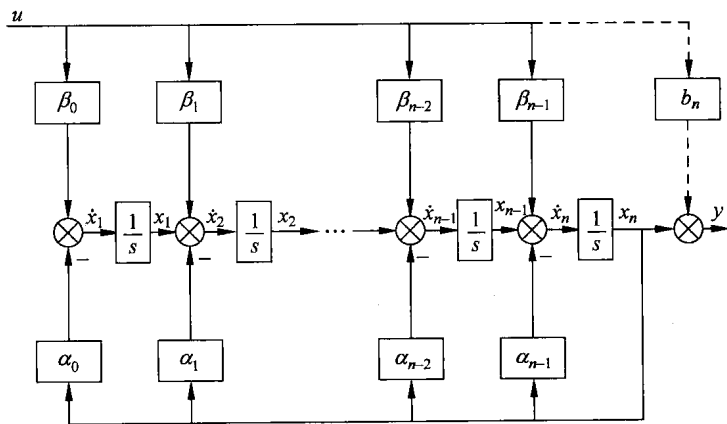 u
β₀ β₁ βₙ₋₂ βₙ₋₁ bₙ
ẋ₁ 1/s x₁ ẋ₂ 1/s x₂ ··· ẋₙ₋₁ 1/s xₙ₋₁ ẋₙ 1/s xₙ y
− − − −
α₀ α₁ αₙ₋₂ αₙ₋₁